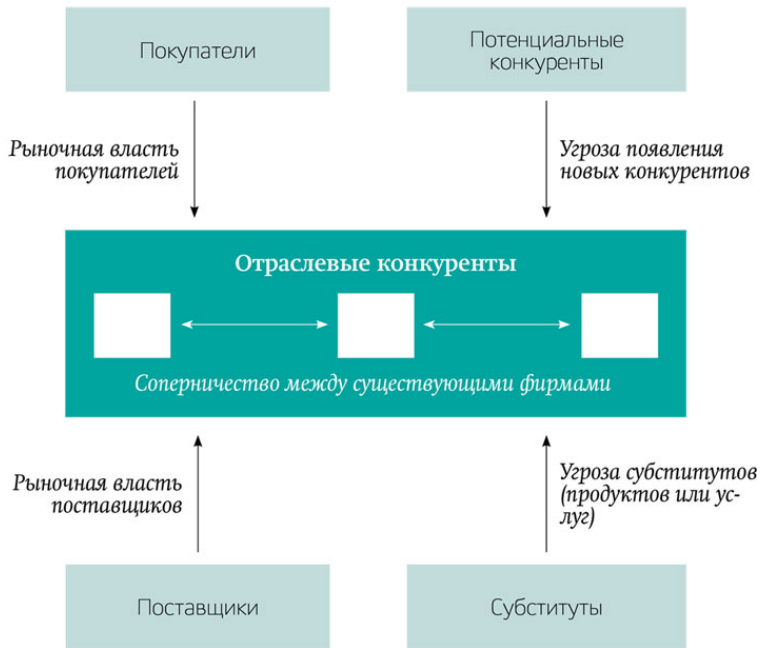 Покупатели
Потенциальные
конкуренты
Рыночная власть
покупателей
Угроза появления
новых конкурентов
Отраслевые конкуренты
Соперничество между существующими фирмами
Рыночная власть
поставщиков
Угроза субститутов
(продуктов или ус-
луг)
Поставщики
Субституты